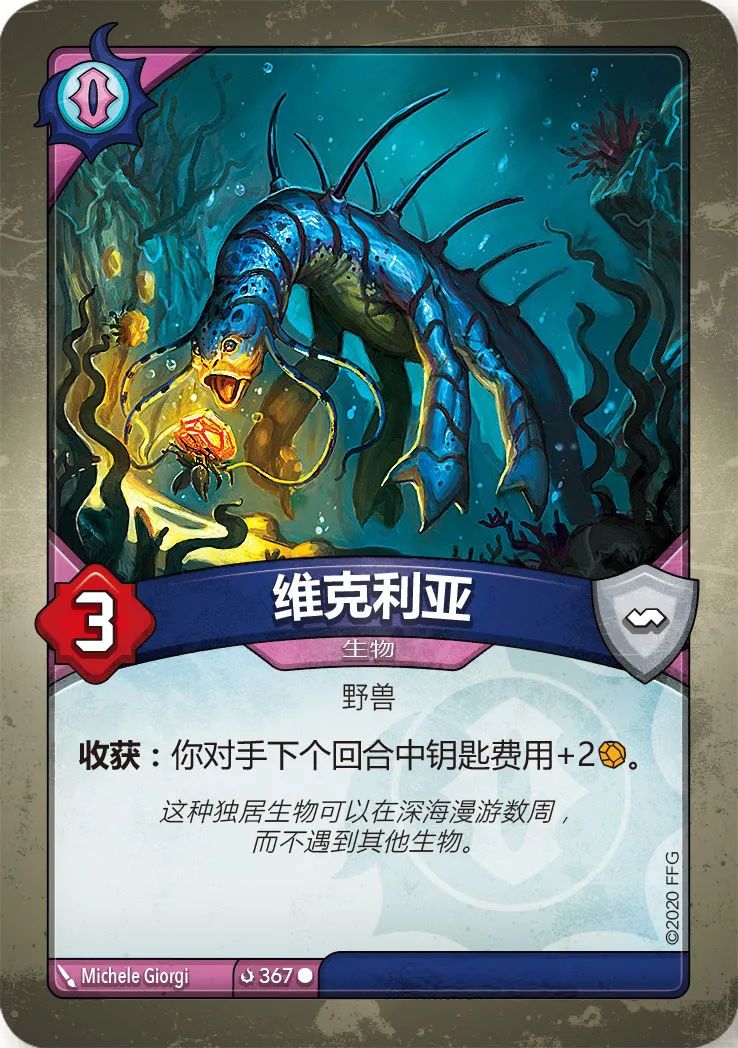 维克利亚
3
生物
野兽
收获：你对手下个回合中钥匙费用+2。
这种独居生物可以在深海漫游数周，
而不遇到其他生物。
©2020 FFG
Michele Giorgi
367